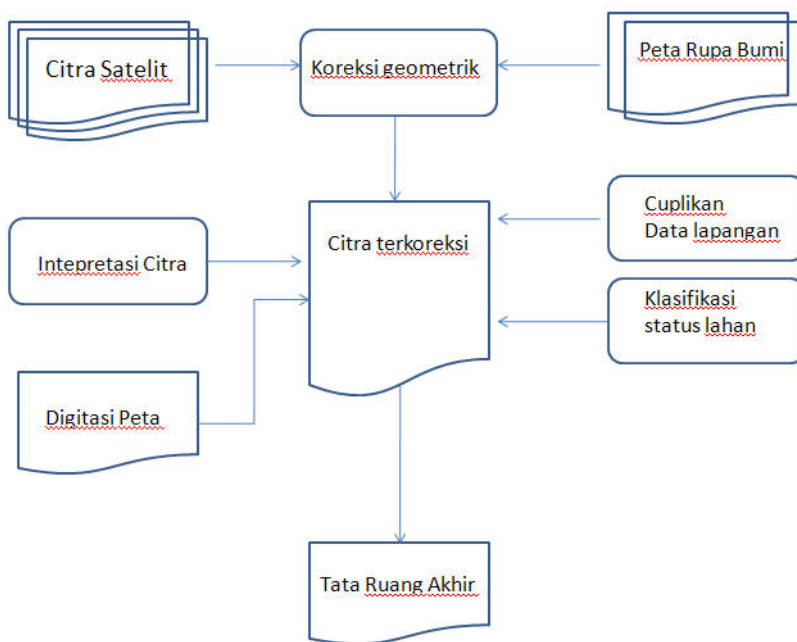 Citra Satelit
Koreksi geometrik
Peta Rupa Bumi
Citra terkoreksi
Cuplikan
Data lapangan
Intepretasi Citra
Klasifikasi
status lahan
Digitasi Peta
Tata Ruang Akhir